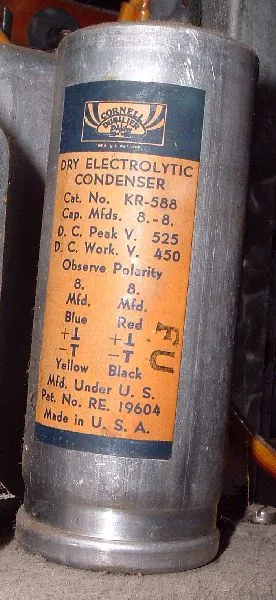 CORNELL
DUBILIER
DRY ELECTROLYTIC
CONDENSER
Cat. No. KR-588
Cap. Mfds. 8.-8.
D. C. Peak V. 525
D. C. Work. V. 450
Observe Polarity
8. 8.
Mfd. Mfd.
Blue Red
+ +
- -
Yellow Black
Mfd. Under U. S.
Pat. No. RE. 19604
Made in U. S. A.
FU